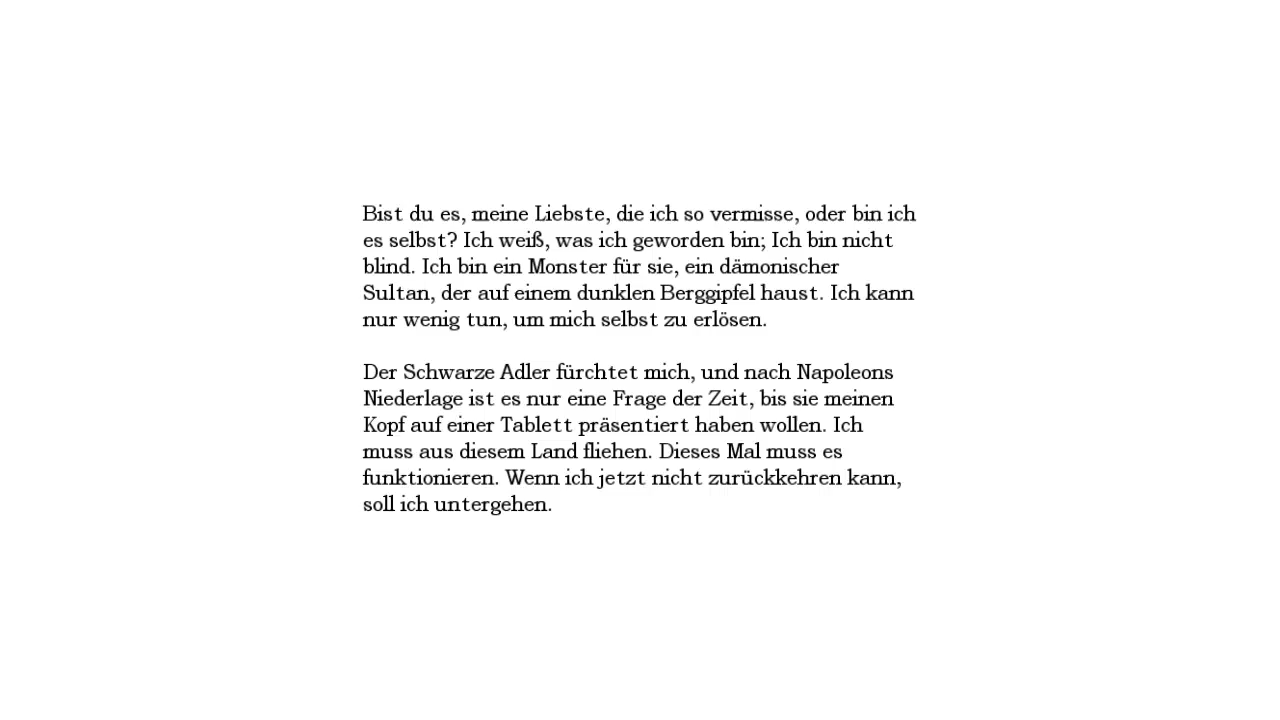 Bist du es, meine Liebste, die ich so vermisse, oder bin ich
es selbst? Ich weiß, was ich geworden bin; Ich bin nicht
blind. Ich bin ein Monster für sie, ein dämonischer
Sultan, der auf einem dunklen Berggipfel haust. Ich kann
nur wenig tun, um mich selbst zu erlösen.
Der Schwarze Adler fürchtet mich, und nach Napoleons
Niederlage ist es nur eine Frage der Zeit, bis sie meinen
Kopf auf einer Tablett präsentiert haben wollen. Ich
muss aus diesem Land fliehen. Dieses Mal muss es
funktionieren. Wenn ich jetzt nicht zurückkehren kann,
soll ich untergehen.